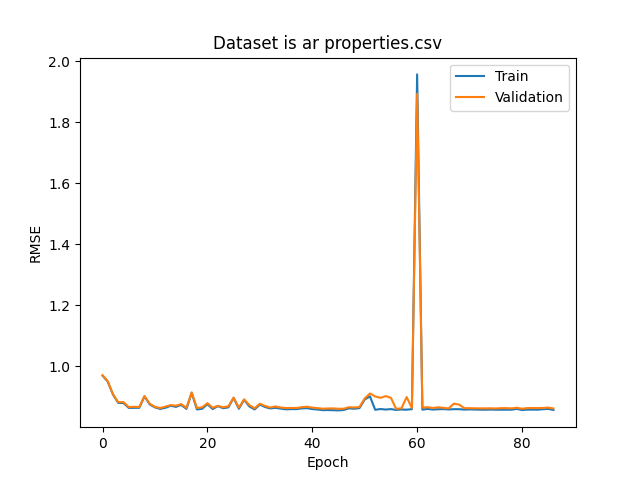 Dataset is ar properties.csv
Train
Validation
RMSE
2.0
1.8
1.6
1.4
1.2
1.0
0
20
40
60
80
Epoch